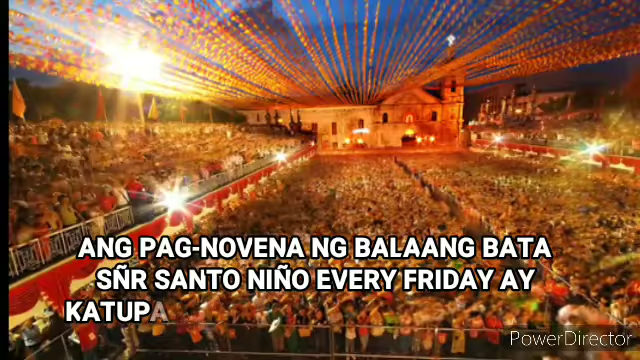 ANG PAG-NOVENA NG BALAANG BATA
SÑR SANTO NIÑO EVERY FRIDAY AY
KATUPA
PowerDirector